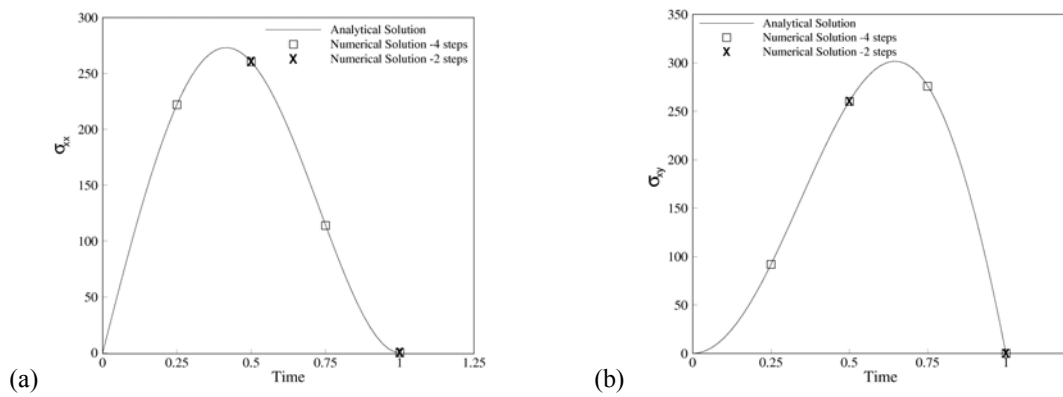 300
250
200
150
100
50
0
σxx
0 0.25 0.5 0.75 1 1.25
Time
Analytical Solution
Numerical Solution -4 steps
Numerical Solution -2 steps
(a)
350
300
250
200
150
100
50
0
σxy
0 0.25 0.5 0.75 1
Time
Analytical Solution
Numerical Solution -4 steps
Numerical Solution -2 steps
(b)